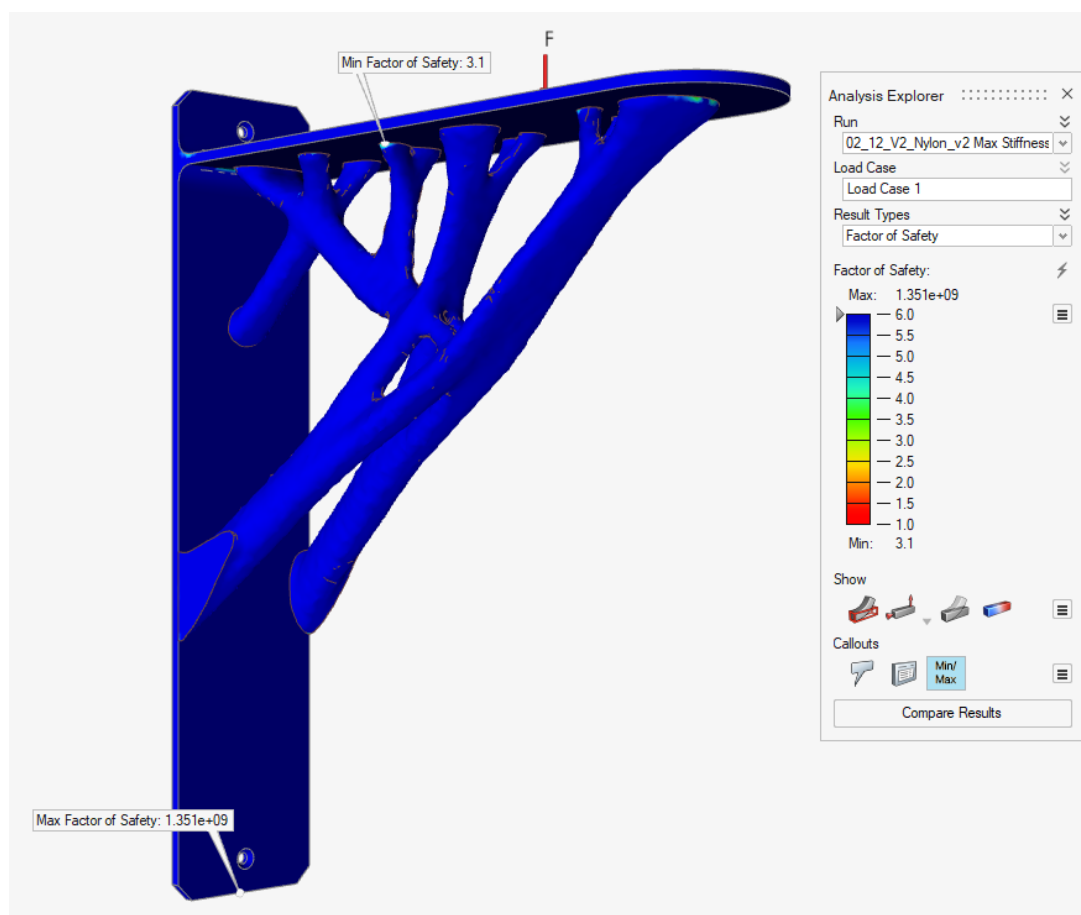 F
Min Factor of Safety: 3.1
Max Factor of Safety: 1.351e+09
Analysis Explorer
Run
02_12_V2_Nylon_v2 Max Stiffness
Load Case
Load Case 1
Result Types
Factor of Safety
Factor of Safety:
Max: 1.351e+09
6.0
5.5
5.0
4.5
4.0
3.5
3.0
2.5
2.0
1.5
1.0
Min: 3.1
Show
Callouts
Min/
Max
Compare Results